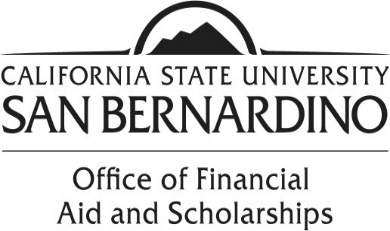 CALIFORNIA STATE UNIVERSITY
SAN BERNARDINO
Office of Financial
Aid and Scholarships